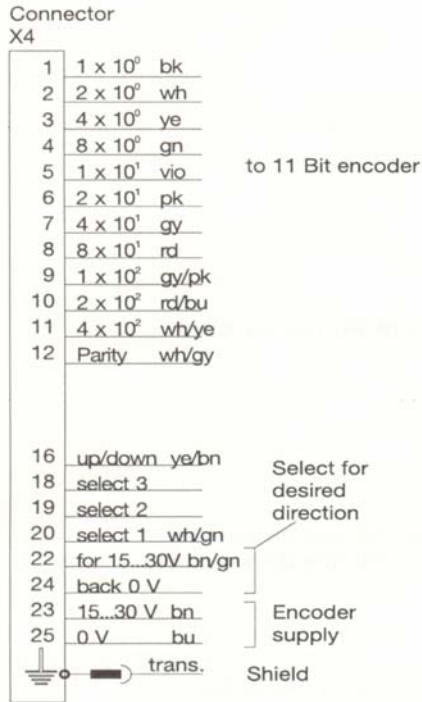 Connector
X4
1 1 x 10⁰ bk
2 2 x 10⁰ wh
3 4 x 10⁰ ye
4 8 x 10⁰ gn
5 1 x 10¹ vio
to 11 Bit encoder
6 2 x 10¹ pk
7 4 x 10¹ gy
8 8 x 10¹ rd
9 1 x 10² gy/pk
10 2 x 10² rd/bu
11 4 x 10² wh/ye
12 Parity wh/gy
16 up/down ye/bn
18 select 3
19 select 2
20 select 1 wh/gn
22 for 15...30V bn/gn
24 back 0 V
Select for
desired
direction
23 15...30 V bn
25 0 V bu
Encoder
supply
trans.
Shield